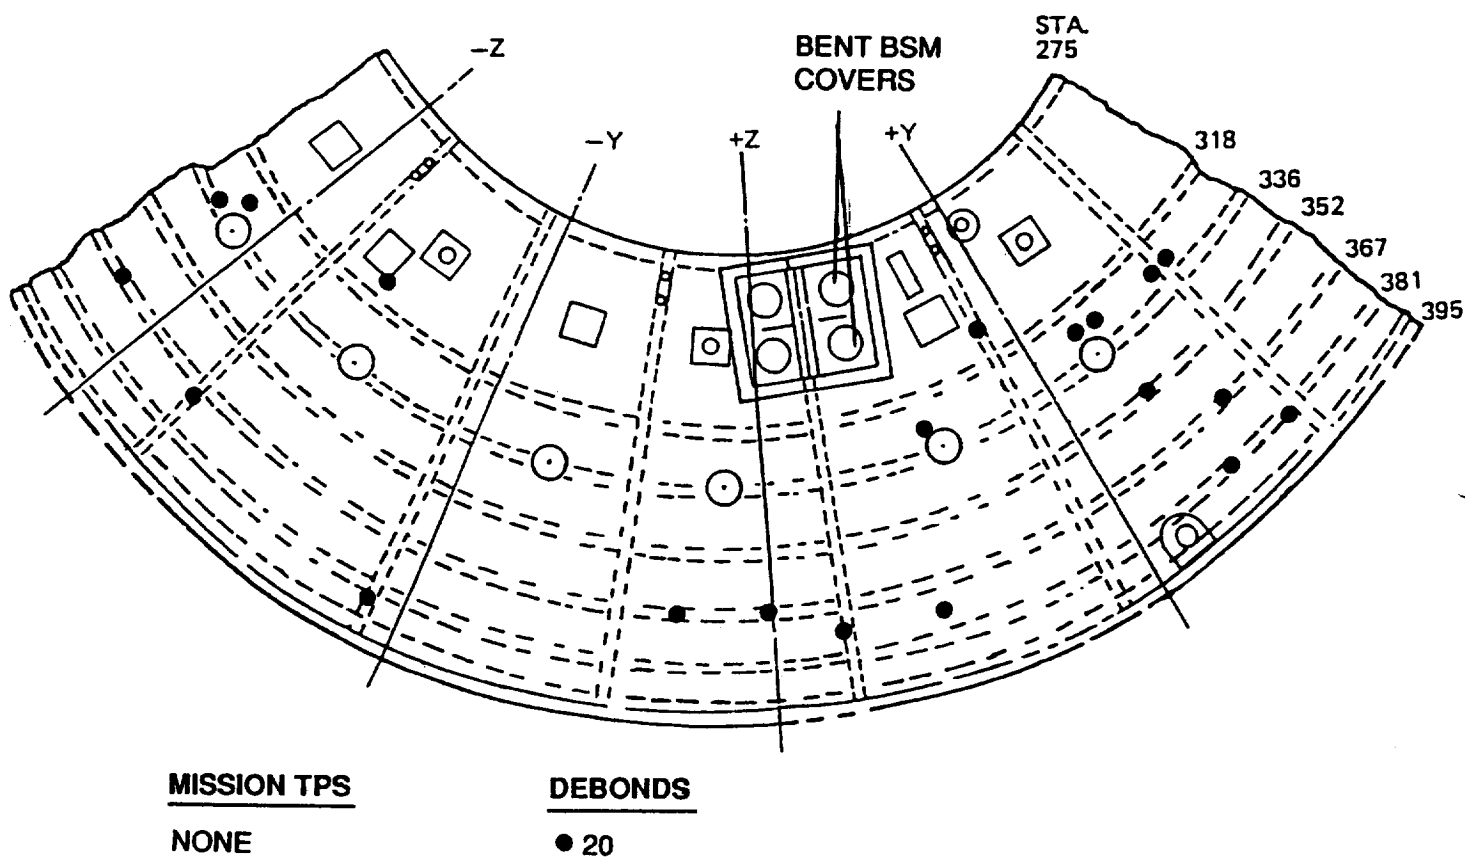 STA.
275
BENT BSM
COVERS
–Z
–Y
+Z
+Y
318
336
352
367
381
395
MISSION TPS
DEBONDS
NONE
● 20